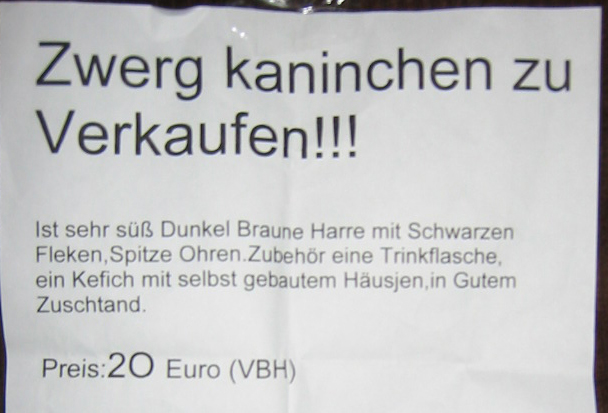 Zwerg kaninchen zu
Verkaufen!!!
Ist sehr süß Dunkel Braune Harre mit Schwarzen
Fleken,Spitze Ohren.Zubehör eine Trinkflasche,
ein Kefich mit selbst gebautem Häusjen,in Gutem
Zuschtand.
Preis:20 Euro (VBH)